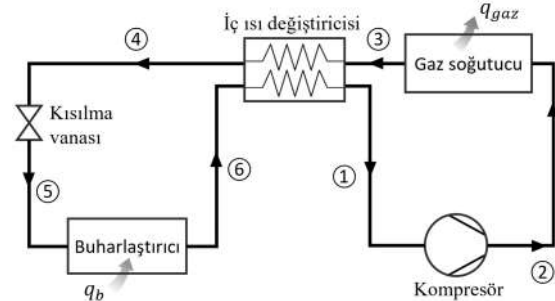 q_gaz
④
İç ısı değiştiricisi
③
Gaz soğutucu
Kısılma
vanası
⑤
⑥
①
Buharlaştırıcı
q_b
Kompresör
②